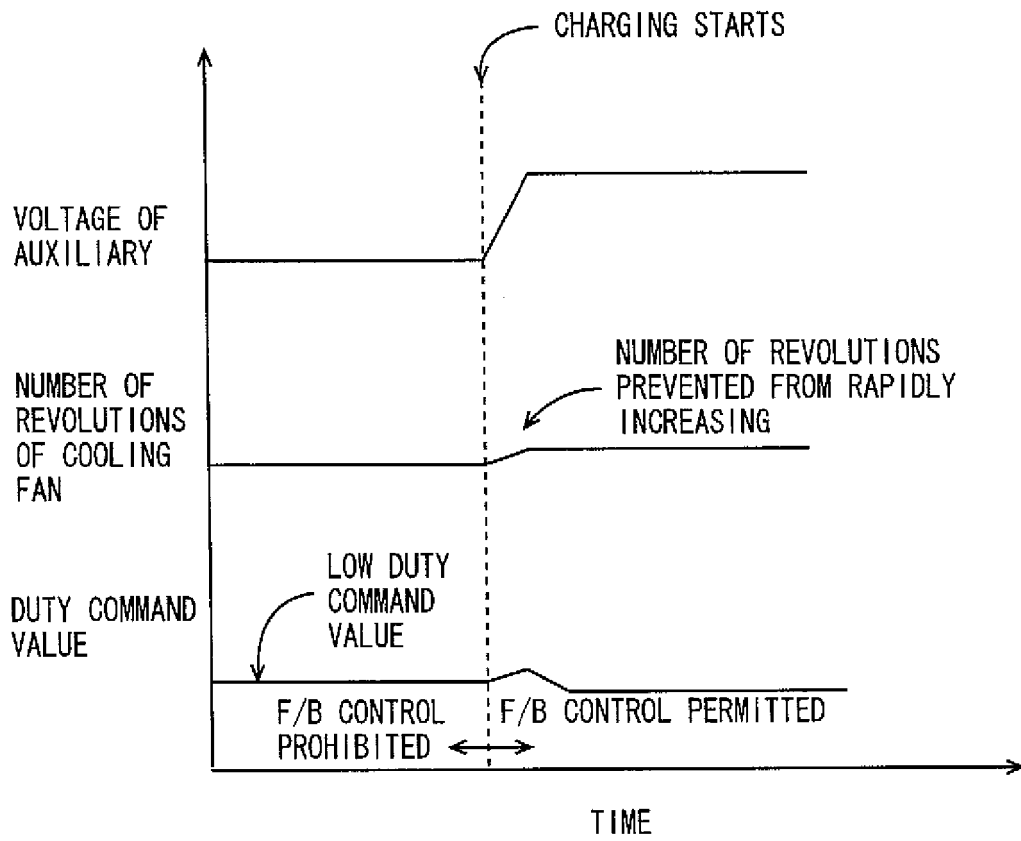 CHARGING STARTS
VOLTAGE OF
AUXILIARY
NUMBER OF REVOLUTIONS
PREVENTED FROM RAPIDLY
INCREASING
NUMBER OF
REVOLUTIONS
OF COOLING
FAN
LOW DUTY
COMMAND
VALUE
DUTY COMMAND
VALUE
F/B CONTROL
PROHIBITED
F/B CONTROL PERMITTED
TIME